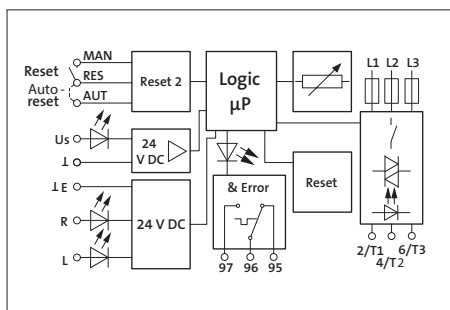 MAN
L1 L2 L3
Reset
RES
Reset 2
Logic
µP
Auto-
reset
AUT
Us
24
V DC
⊥
⊥ E
& Error
Reset
R
24 V DC
L
97 96 95
2/T1
4/T2
6/T3